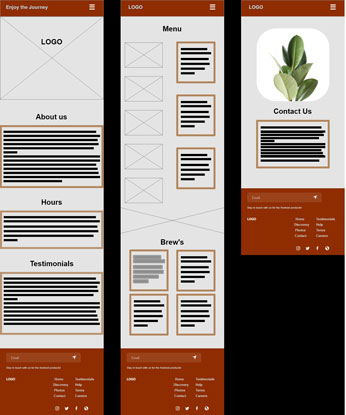 Enjoy the Journey
LOGO
About us
Hours
Testimonials
Email
Stay in touch with us for the freshest products!
LOGO
Home Testimonials
Discovery Help
Photos Terms
Contact Careers
LOGO
Menu
Brew's
Email
Stay in touch with us for the freshest products!
LOGO
Home Testimonials
Discovery Help
Photos Terms
Contact Careers
LOGO
Contact Us
Email
Stay in touch with us for the freshest products!
LOGO
Home Testimonials
Discovery Help
Photos Terms
Contact Careers